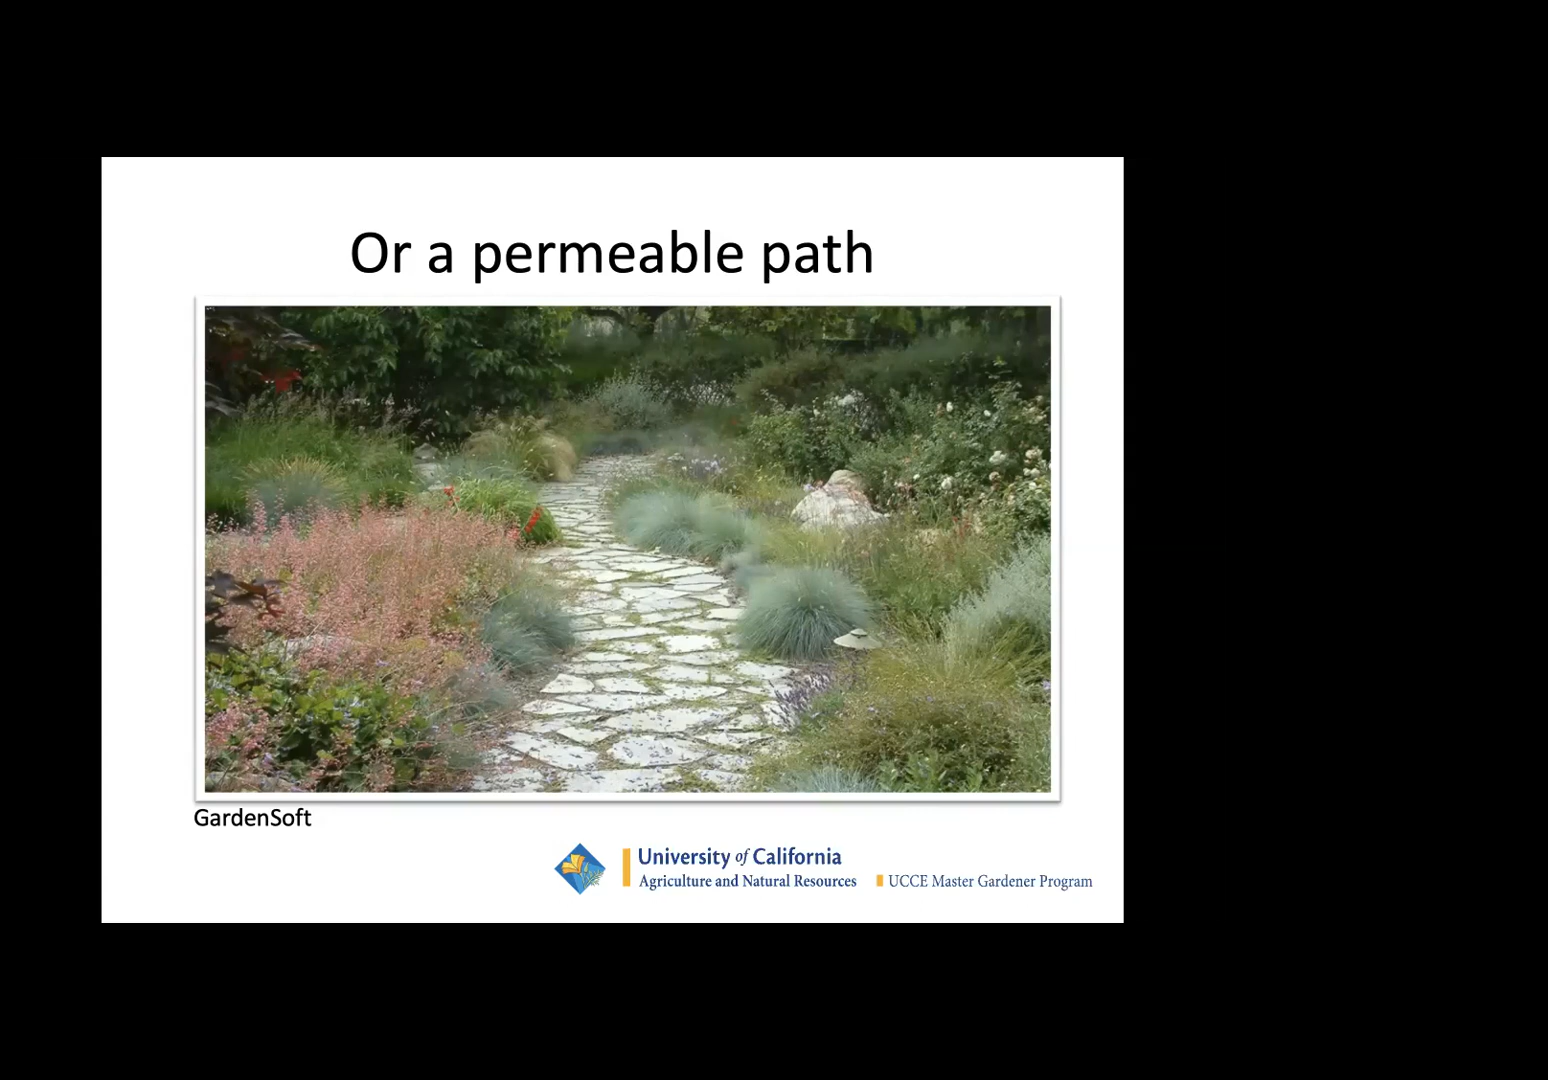 Or a permeable path
GardenSoft
University of California
Agriculture and Natural Resources
UCCE Master Gardener Program